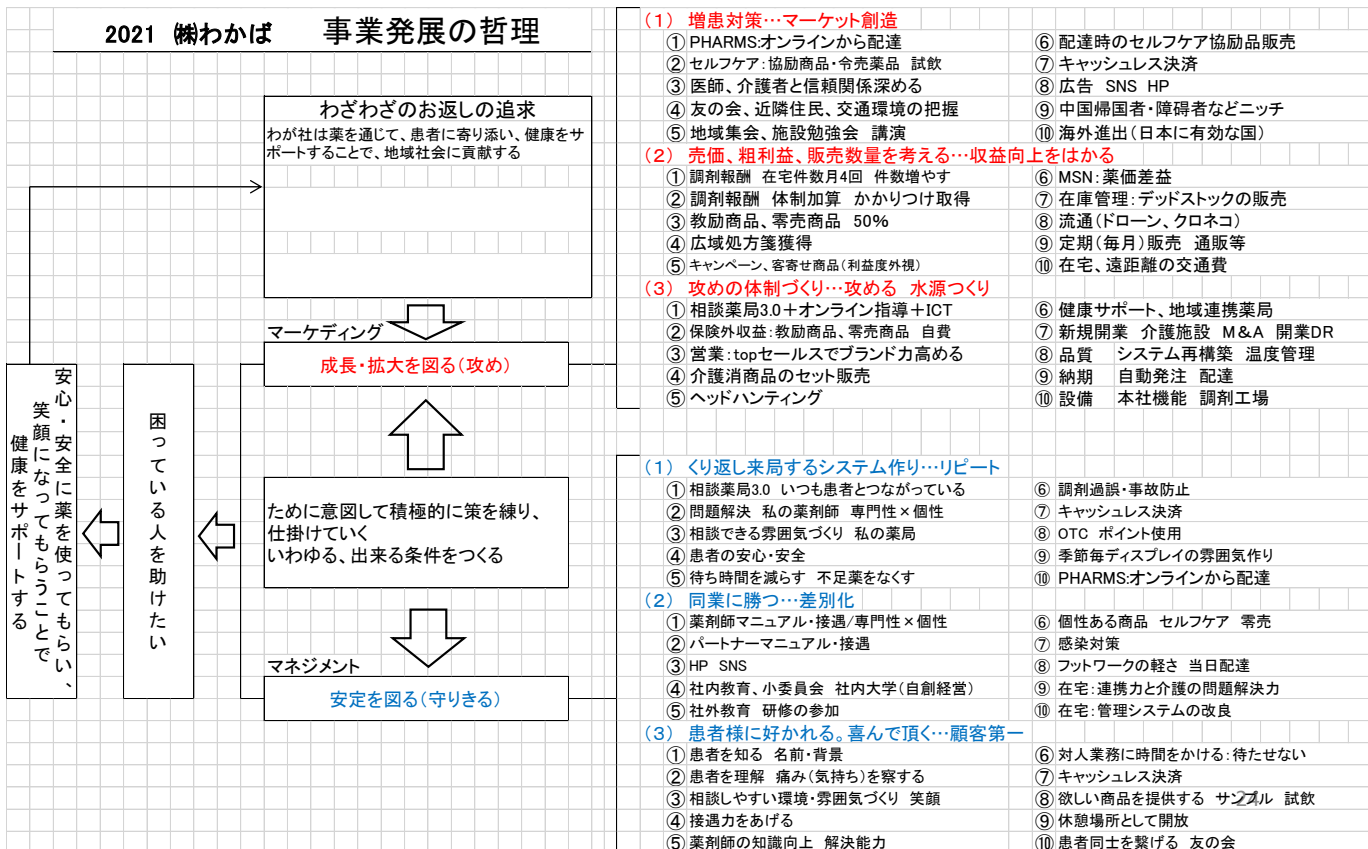 2021 ㈱わかば 事業発展の哲理
わざわざのお返しの追求
わが社は薬を通じて、患者に寄り添い、健康をサ
ポートすることで、地域社会に貢献する
マーケディング
成長・拡大を図る(攻め)
ために意図して積極的に策を練り、
仕掛けていく
いわゆる、出来る条件をつくる
マネジメント
安定を図る(守りきる)
困っている人を助けたい
安心・安全に薬を使ってもらい、
笑顔になってもらうことで
健康をサポートする
(1) 増患対策…マーケット創造
① PHARMS:オンラインから配達
② セルフケア:協励商品・令売薬品 試飲
③ 医師、介護者と信頼関係深める
④ 友の会、近隣住民、交通環境の把握
⑤ 地域集会、施設勉強会 講演
⑥ 配達時のセルフケア協励品販売
⑦ キャッシュレス決済
⑧ 広告 SNS HP
⑨ 中国帰国者・障碍者などニッチ
⑩ 海外進出(日本に有効な国)
(2) 売価、粗利益、販売数量を考える…収益向上をはかる
① 調剤報酬 在宅件数月4回 件数増やす
② 調剤報酬 体制加算 かかりつけ取得
③ 教励商品、零売商品 50%
④ 広域処方箋獲得
⑤ キャンペーン、客寄せ商品(利益度外視)
⑥ MSN:薬価差益
⑦ 在庫管理:デッドストックの販売
⑧ 流通(ドローン、クロネコ)
⑨ 定期(毎月)販売 通販等
⑩ 在宅、遠距離の交通費
(3) 攻めの体制づくり…攻める 水源つくり
① 相談薬局3.0+オンライン指導+ICT
② 保険外収益:教励商品、零売商品 自費
③ 営業:topセールスでブランド力高める
④ 介護消商品のセット販売
⑤ ヘッドハンティング
⑥ 健康サポート、地域連携薬局
⑦ 新規開業 介護施設 M&A 開業DR
⑧ 品質 システム再構築 温度管理
⑨ 納期 自動発注 配達
⑩ 設備 本社機能 調剤工場
(1) くり返し来局するシステム作り…リピート
① 相談薬局3.0 いつも患者とつながっている
② 問題解決 私の薬剤師 専門性×個性
③ 相談できる雰囲気づくり 私の薬局
④ 患者の安心・安全
⑤ 待ち時間を減らす 不足薬をなくす
⑥ 調剤過誤・事故防止
⑦ キャッシュレス決済
⑧ OTC ポイント使用
⑨ 季節毎ディスプレイの雰囲気作り
⑩ PHARMS:オンラインから配達
(2) 同業に勝つ…差別化
① 薬剤師マニュアル・接遇/専門性×個性
② パートナーマニュアル・接遇
③ HP SNS
④ 社内教育、小委員会 社内大学(自創経営)
⑤ 社外教育 研修の参加
⑥ 個性ある商品 セルフケア 零売
⑦ 感染対策
⑧ フットワークの軽さ 当日配達
⑨ 在宅:連携力と介護の問題解決力
⑩ 在宅:管理システムの改良
(3) 患者様に好かれる。喜んで頂く…顧客第一
① 患者を知る 名前・背景
② 患者を理解 痛み(気持ち)を察する
③ 相談しやすい環境・雰囲気づくり 笑顔
④ 接遇力をあげる
⑤ 薬剤師の知識向上 解決能力
⑥ 対人業務に時間をかける:待たせない
⑦ キャッシュレス決済
⑧ 欲しい商品を提供する サンプル 試飲
⑨ 休憩場所として開放
⑩ 患者同士を繋げる 友の会
24